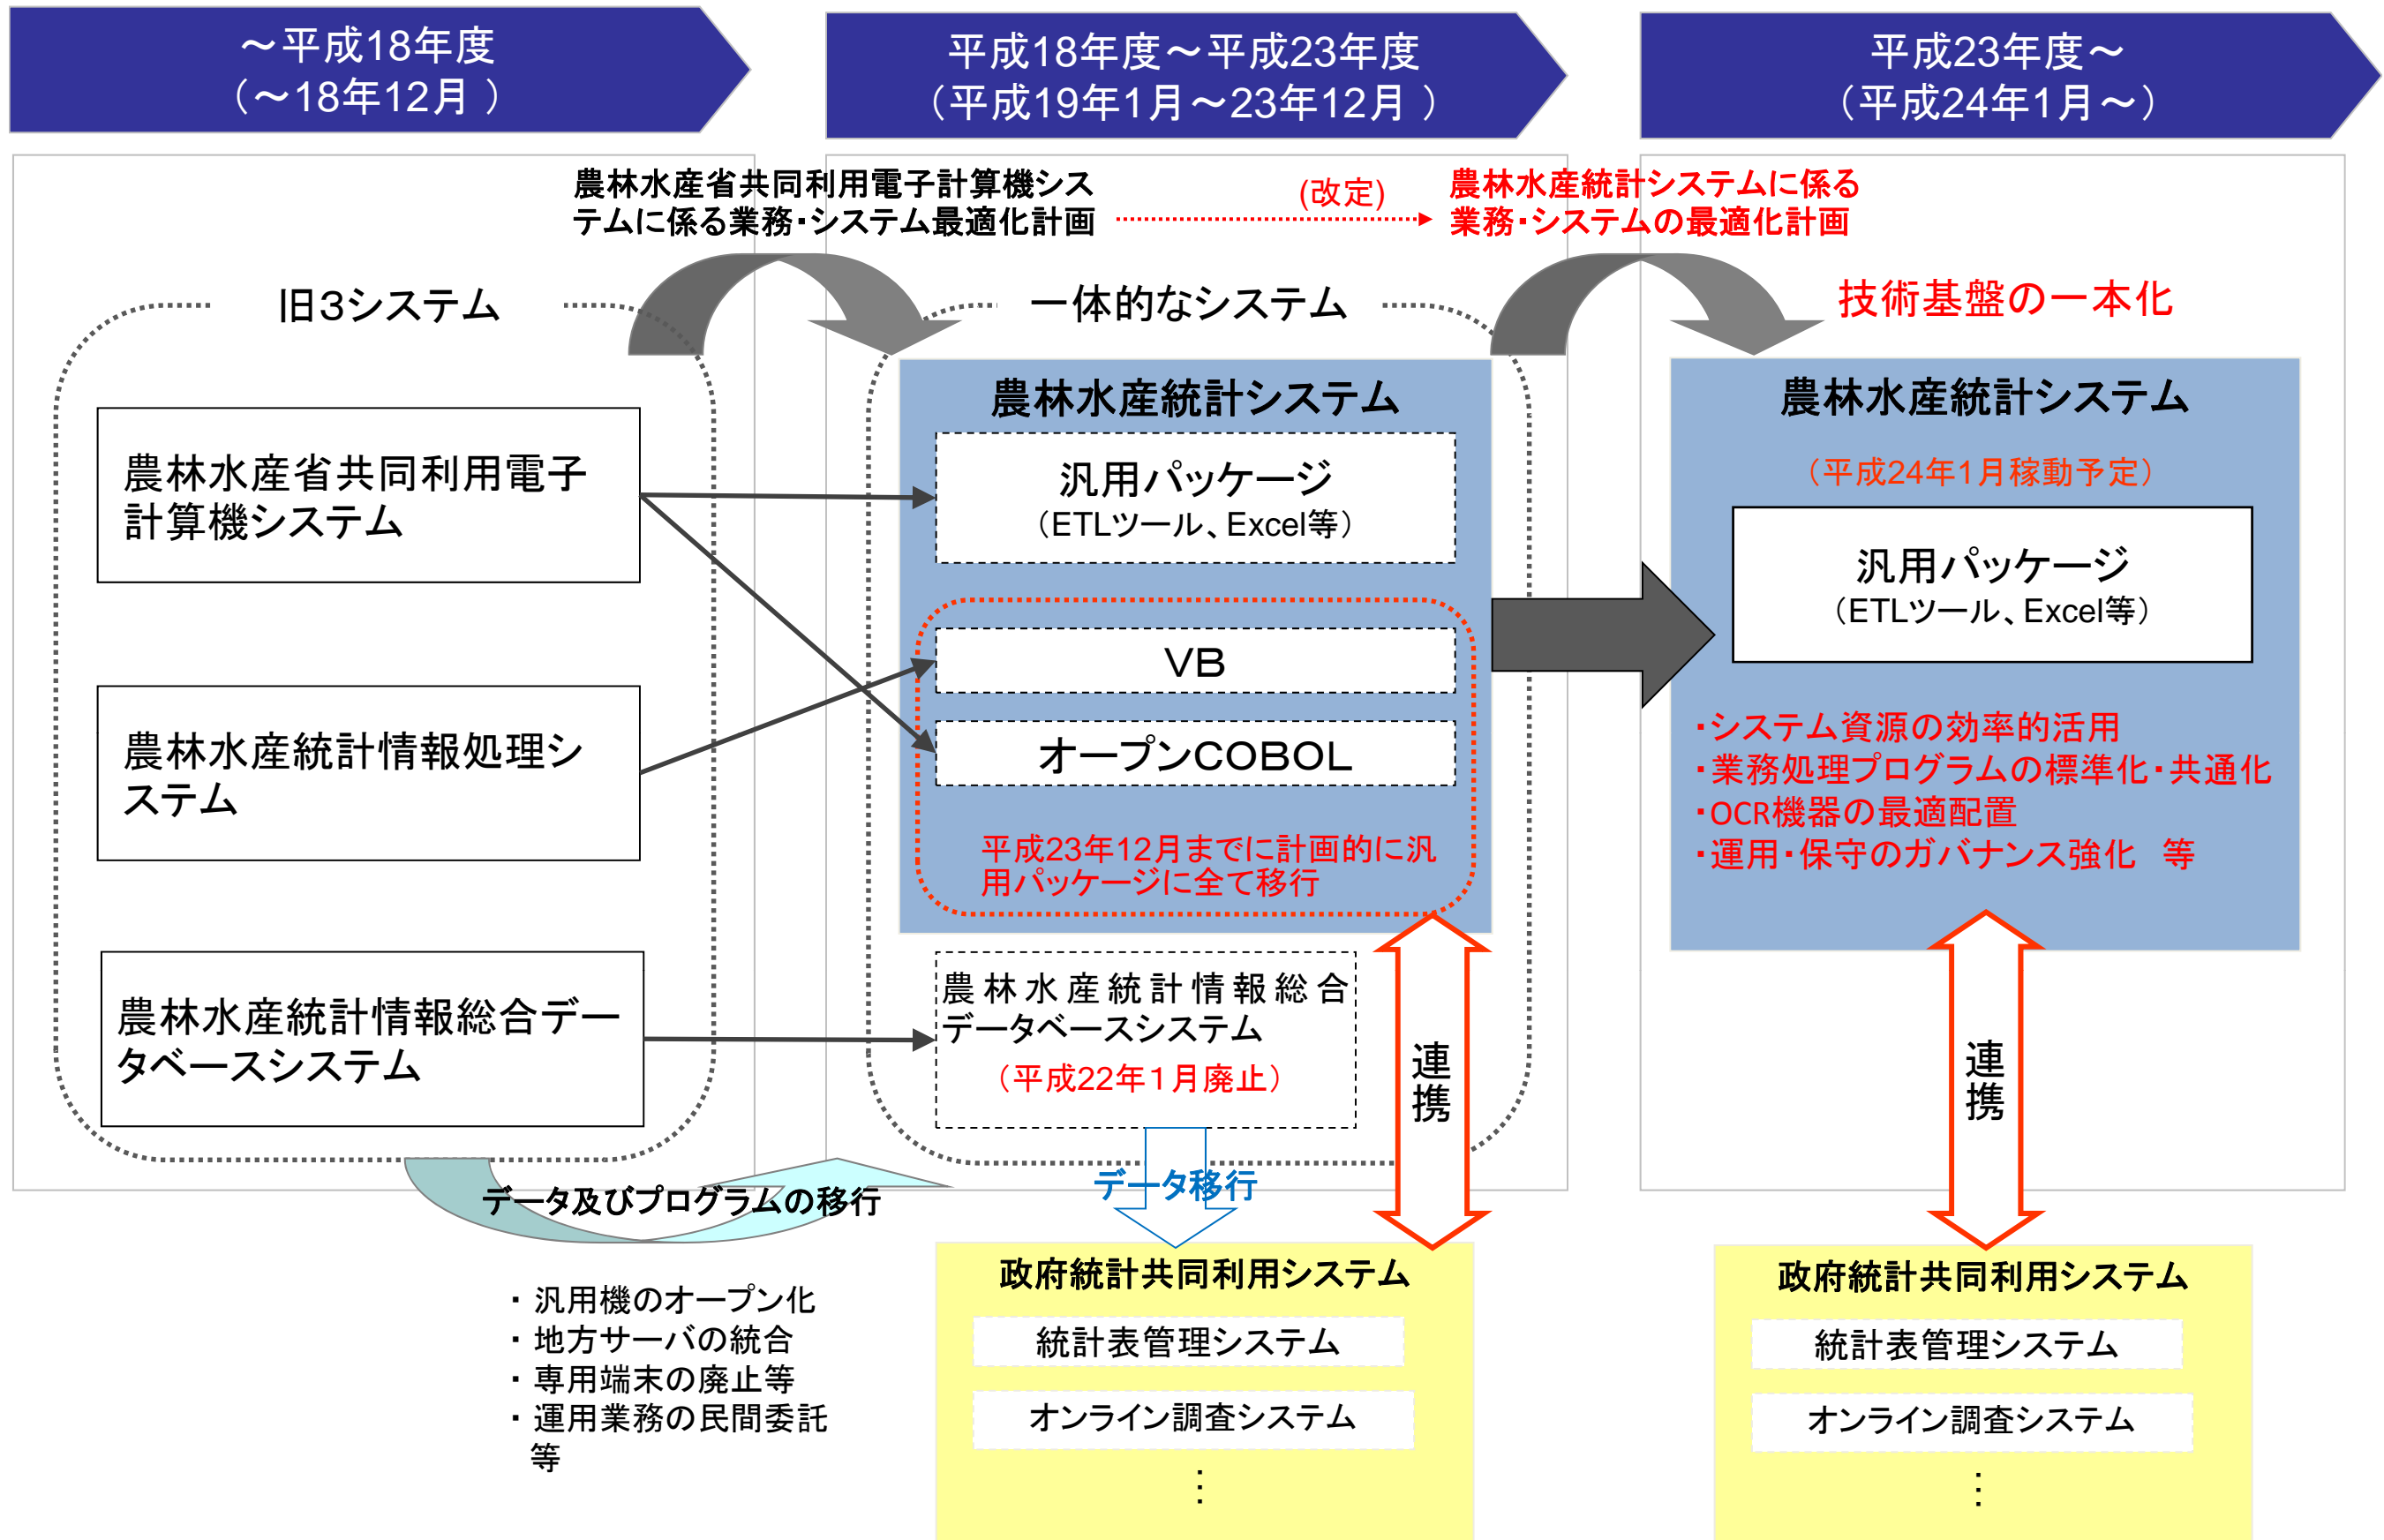 ～平成18年度
（～18年12月 ）
平成18年度～平成23年度
（平成19年1月～23年12月 ）
平成23年度～
（平成24年1月～）
農林水産省共同利用電子計算機シス
テムに係る業務・システム最適化計画
(改定)
農林水産統計システムに係る
業務・システムの最適化計画
旧３システム
農林水産省共同利用電子
計算機システム
農林水産統計情報処理シ
ステム
農林水産統計情報総合デー
タベースシステム
データ及びプログラムの移行
・ 汎用機のオープン化
・ 地方サーバの統合
・ 専用端末の廃止等
・ 運用業務の民間委託
等
一体的なシステム
農林水産統計システム
汎用パッケージ
（ETLツール、Excel等）
ＶＢ
オープンＣＯＢＯＬ
平成23年12月までに計画的に汎
用パッケージに全て移行
農林水産統計情報総合
データベースシステム
（平成22年１月廃止）
データ移行
連携
政府統計共同利用システム
統計表管理システム
オンライン調査システム
…
技術基盤の一本化
農林水産統計システム
（平成24年1月稼動予定）
汎用パッケージ
（ETLツール、Excel等）
・システム資源の効率的活用
・業務処理プログラムの標準化・共通化
・OCR機器の最適配置
・運用・保守のガバナンス強化　等
連携
政府統計共同利用システム
統計表管理システム
オンライン調査システム
…